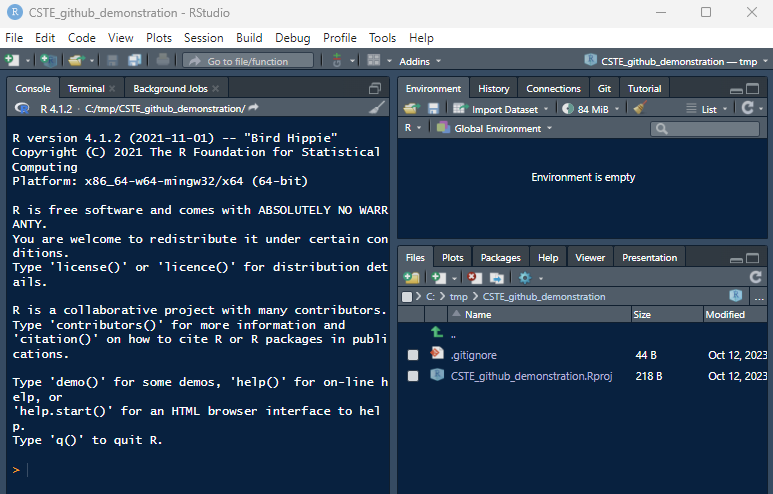 CSTE_github_demonstration - RStudio
File Edit Code View Plots Session Build Debug Profile Tools Help
Go to file/function Addins CSTE_github_demonstration — tmp
Console Terminal Background Jobs
R 4.1.2 · C:/tmp/CSTE_github_demonstration/
R version 4.1.2 (2021-11-01) -- "Bird Hippie"
Copyright (C) 2021 The R Foundation for Statistical
Computing
Platform: x86_64-w64-mingw32/x64 (64-bit)
R is free software and comes with ABSOLUTELY NO WARR
ANTY.
You are welcome to redistribute it under certain con
ditions.
Type 'license()' or 'licence()' for distribution det
ails.
R is a collaborative project with many contributors.
Type 'contributors()' for more information and
'citation()' on how to cite R or R packages in publi
cations.
Type 'demo()' for some demos, 'help()' for on-line h
elp, or
'help.start()' for an HTML browser interface to hel
p.
Type 'q()' to quit R.
>
Environment History Connections Git Tutorial
Import Dataset 84 MiB List
R Global Environment
Environment is empty
Files Plots Packages Help Viewer Presentation
C: tmp CSTE_github_demonstration ...
Name Size Modified
..
.gitignore 44 B Oct 12, 2023
CSTE_github_demonstration.Rproj 218 B Oct 12, 2023